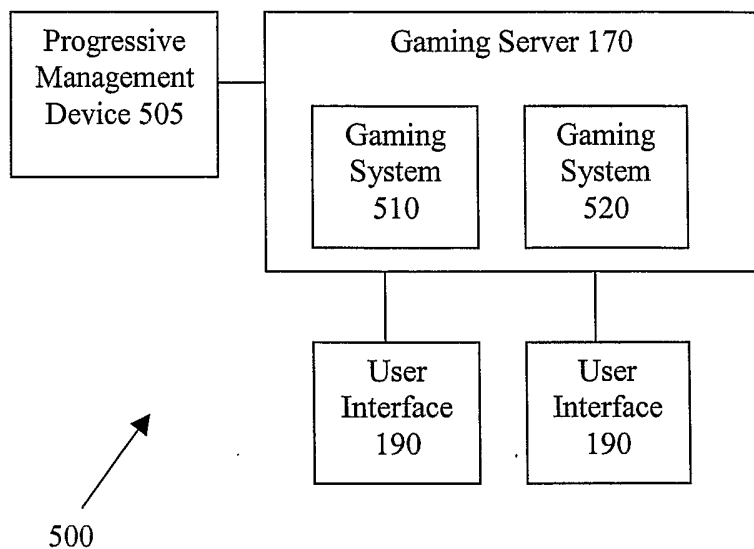 Progressive
Management
Device 505
Gaming Server 170
Gaming
System
510
Gaming
System
520
User
Interface
190
User
Interface
190
500